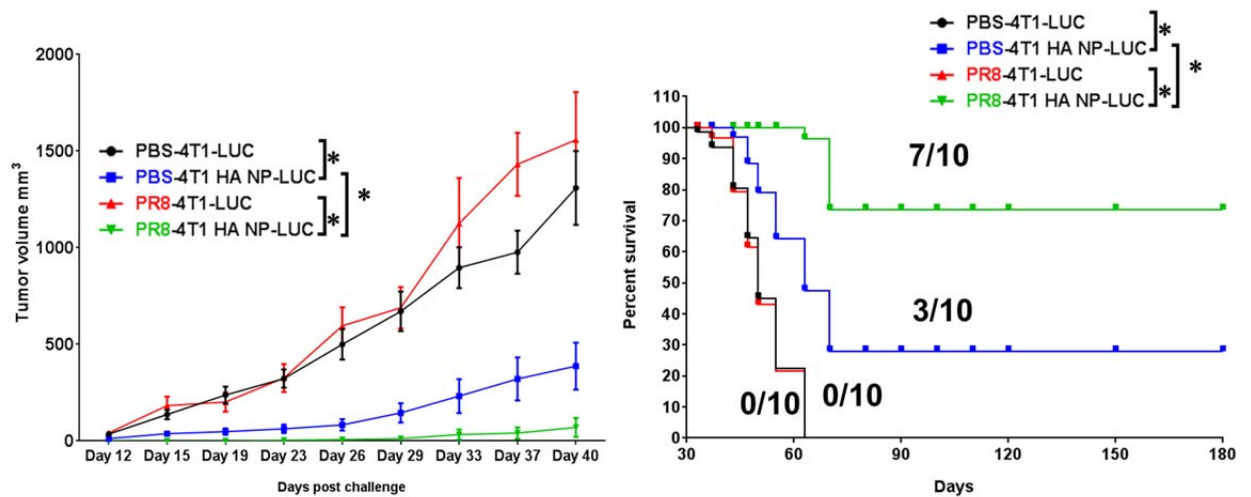 2000
1500
1000
500
0
Tumor volume mm³
PBS-4T1-LUC
PBS-4T1 HA NP-LUC
PR8-4T1-LUC
PR8-4T1 HA NP-LUC
*
*
*
Day 12 Day 15 Day 19 Day 23 Day 26 Day 29 Day 33 Day 37 Day 40
Days post challenge
PBS-4T1-LUC
PBS-4T1 HA NP-LUC
PR8-4T1-LUC
PR8-4T1 HA NP-LUC
*
*
*
110
100
90
80
70
60
50
40
30
20
10
0
Percent survival
7/10
3/10
0/10 0/10
30 60 90 120 150 180
Days